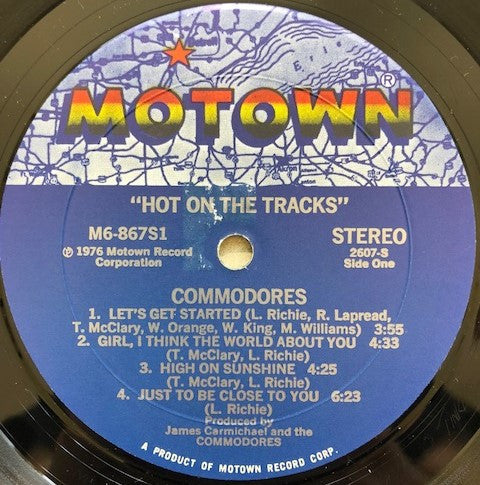 Erie
Akron
MOTOWN®
"HOT ON THE TRACKS"
M6-867S1
℗ 1976 Motown Record
Corporation
STEREO
2607-S
Side One
COMMODORES
1. LET'S GET STARTED (L. Richie, R. Lapread,
T. McClary, W. Orange, W. King, M. Williams) 3:55
2. GIRL, I THINK THE WORLD ABOUT YOU 4:33
(T. McClary, L. Richie)
3. HIGH ON SUNSHINE 4:25
(T. McClary, L. Richie)
4. JUST TO BE CLOSE TO YOU 6:23
(L. Richie)
Produced by
James Carmichael and the
COMMODORES
A PRODUCT OF MOTOWN RECORD CORP.